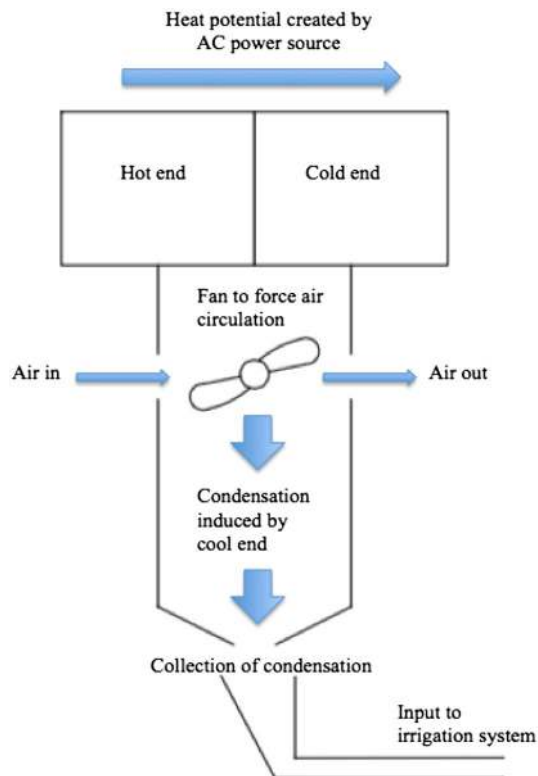 Heat potential created by
AC power source
Hot end
Cold end
Fan to force air
circulation
Air in
Air out
Condensation
induced by
cool end
Collection of condensation
Input to
irrigation system